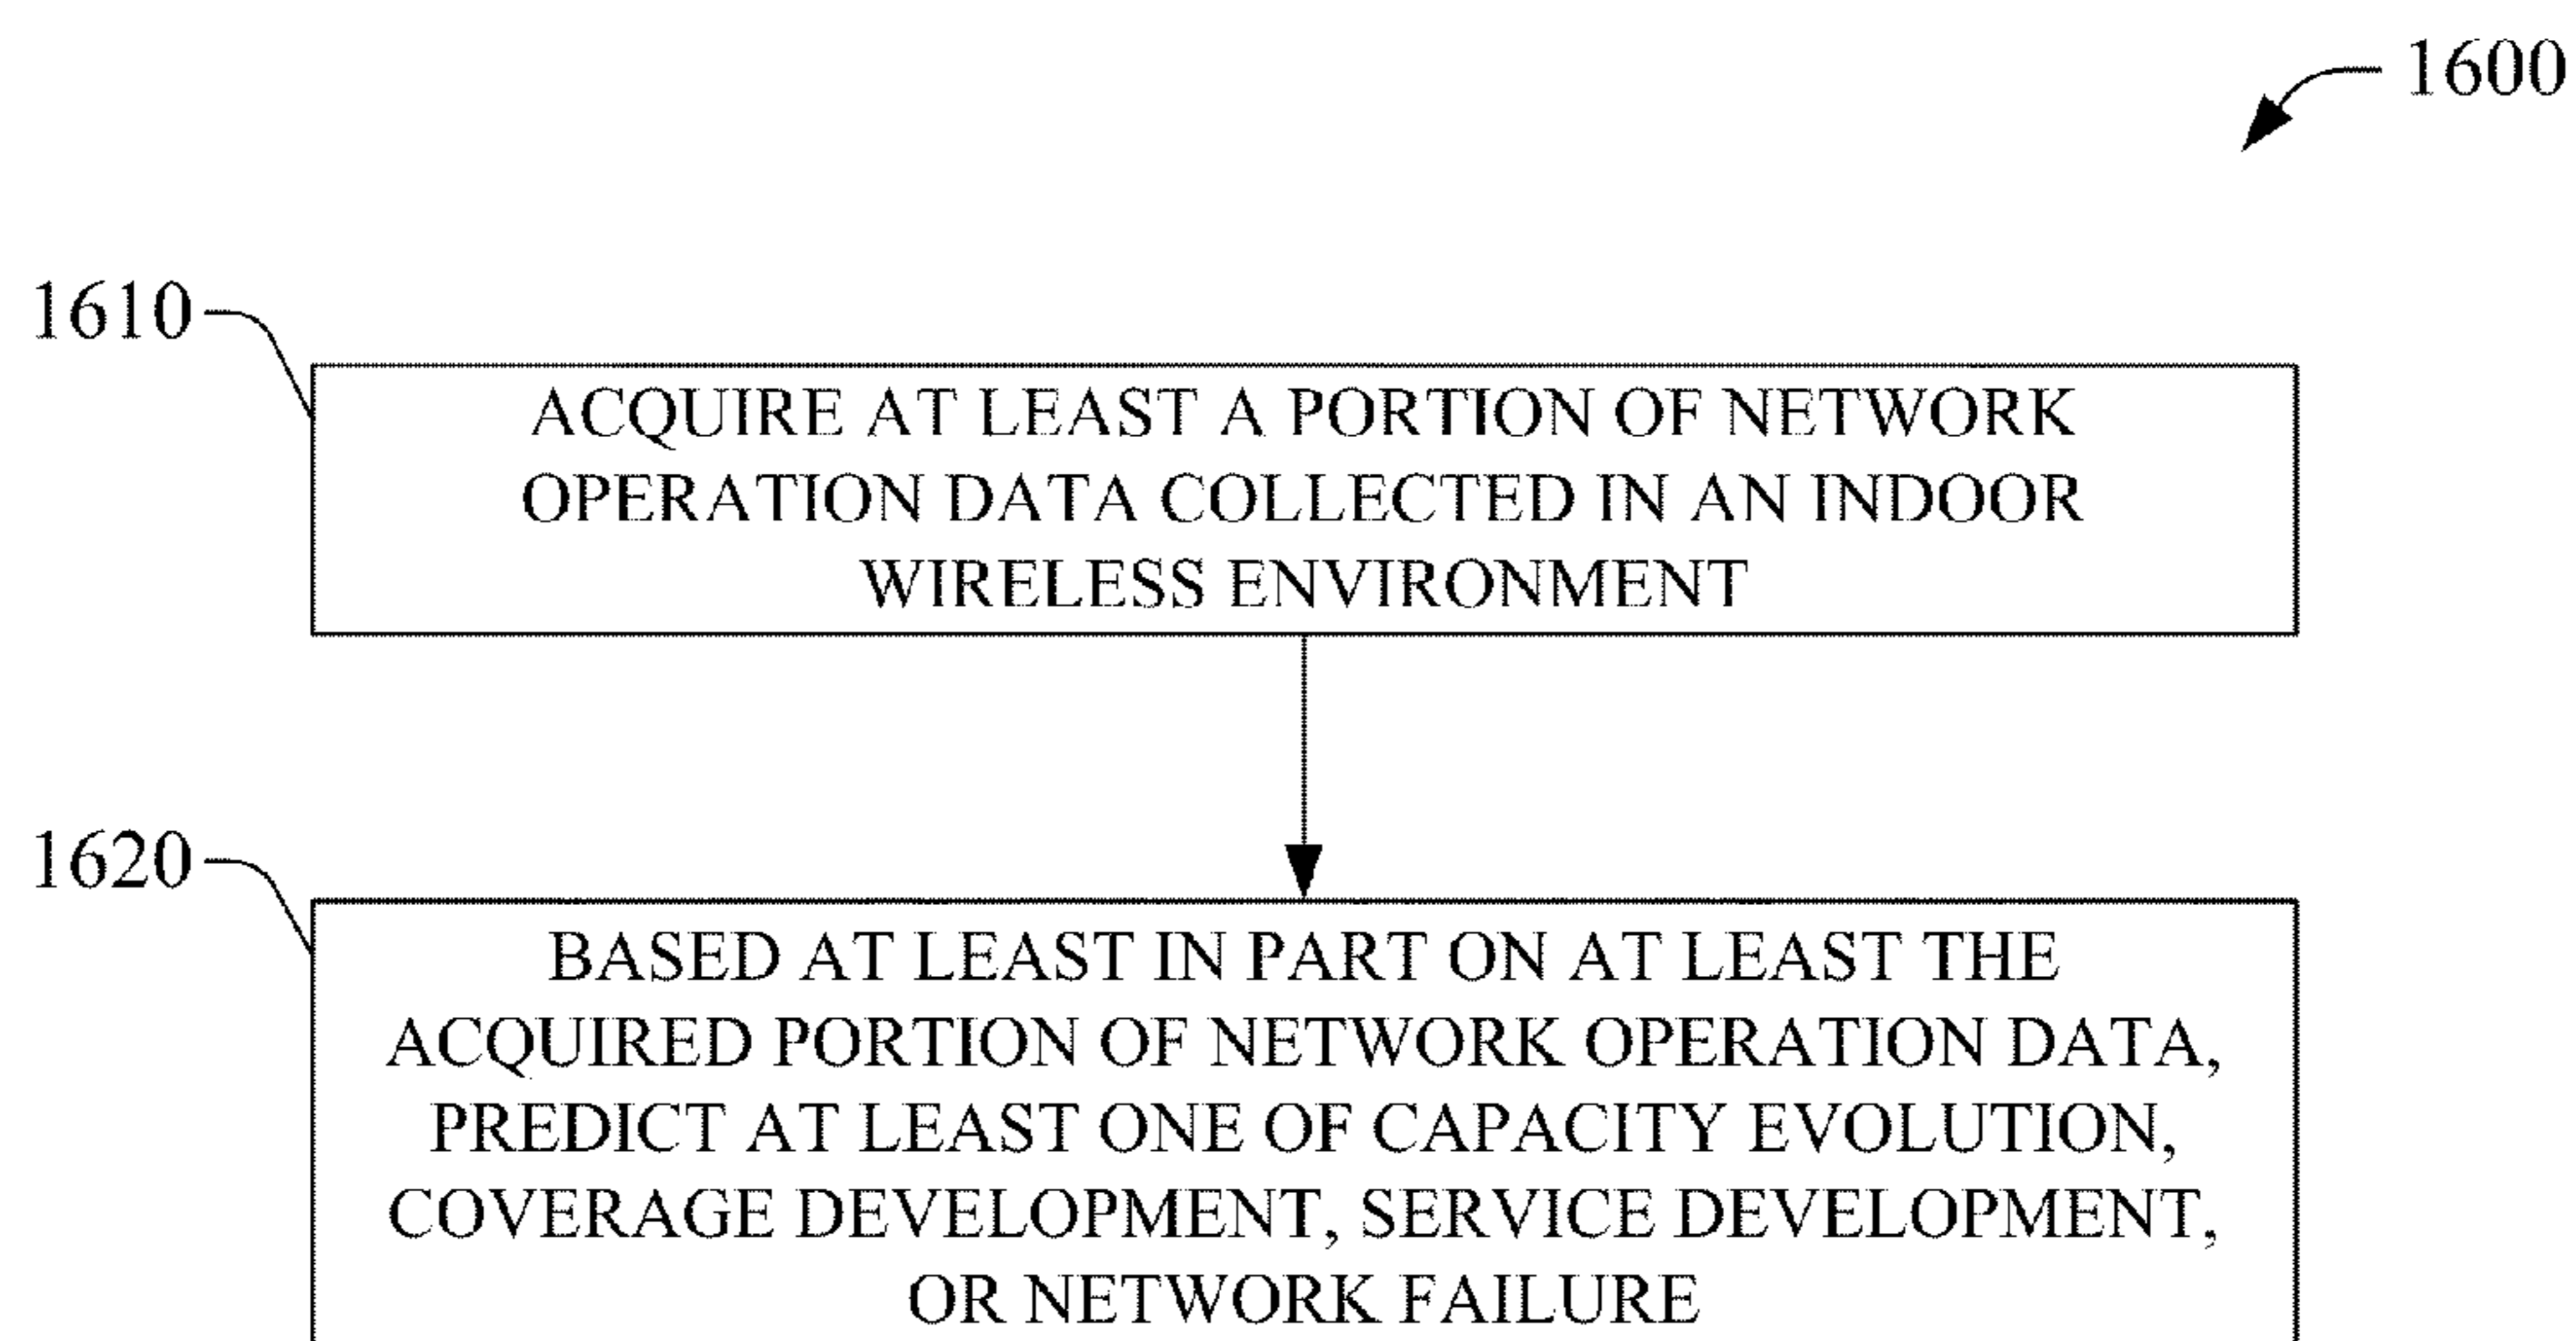 1600
1610
ACQUIRE AT LEAST A PORTION OF NETWORK
OPERATION DATA COLLECTED IN AN INDOOR
WIRELESS ENVIRONMENT
1620
BASED AT LEAST IN PART ON AT LEAST THE
ACQUIRED PORTION OF NETWORK OPERATION DATA,
PREDICT AT LEAST ONE OF CAPACITY EVOLUTION,
COVERAGE DEVELOPMENT, SERVICE DEVELOPMENT,
OR NETWORK FAILURE